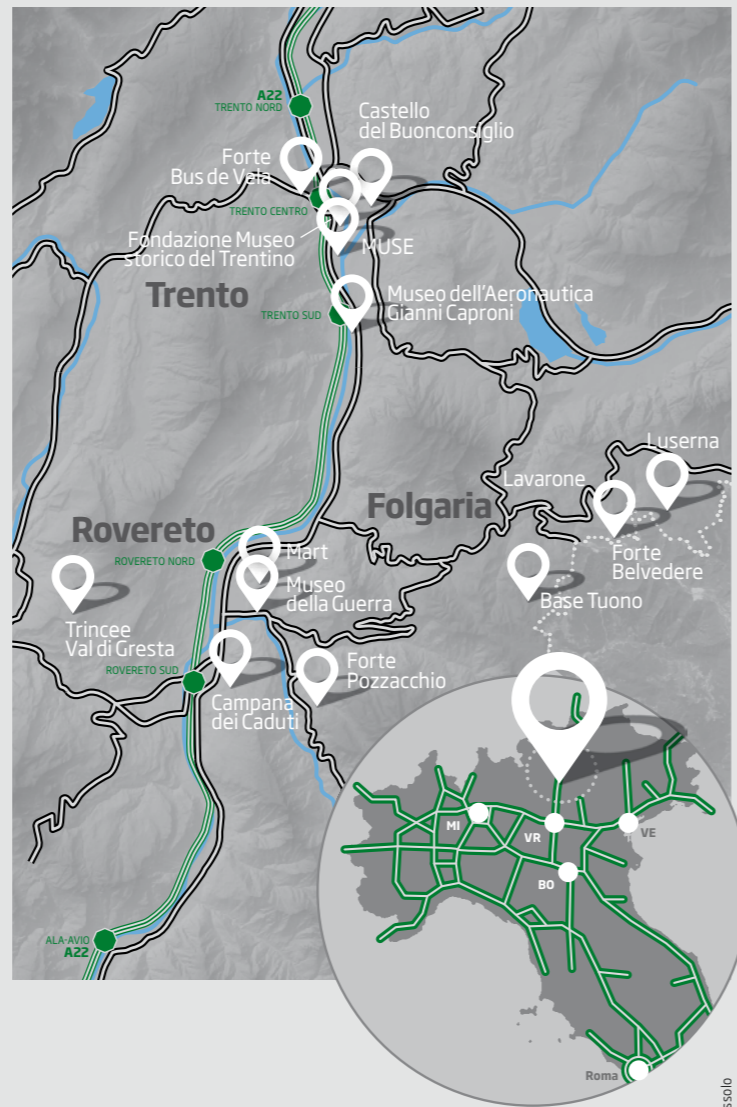 A22
TRENTO NORD
Castello
del Buonconsiglio
Forte
Bus de Vela
TRENTO CENTRO
Fondazione Museo
storico del Trentino
MUSE
Trento
Museo dell'Aeronautica
Gianni Caproni
TRENTO SUD
Luserna
Lavarone
Folgaria
Rovereto
Forte
Belvedere
ROVERETO NORD
Mart
Museo
della Guerra
Base Tuono
Trincee
Val di Gresta
ROVERETO SUD
Forte
Pozzacchio
Campana
dei Caduti
MI
VR
VE
BO
ALA-AVIO
A22
Roma